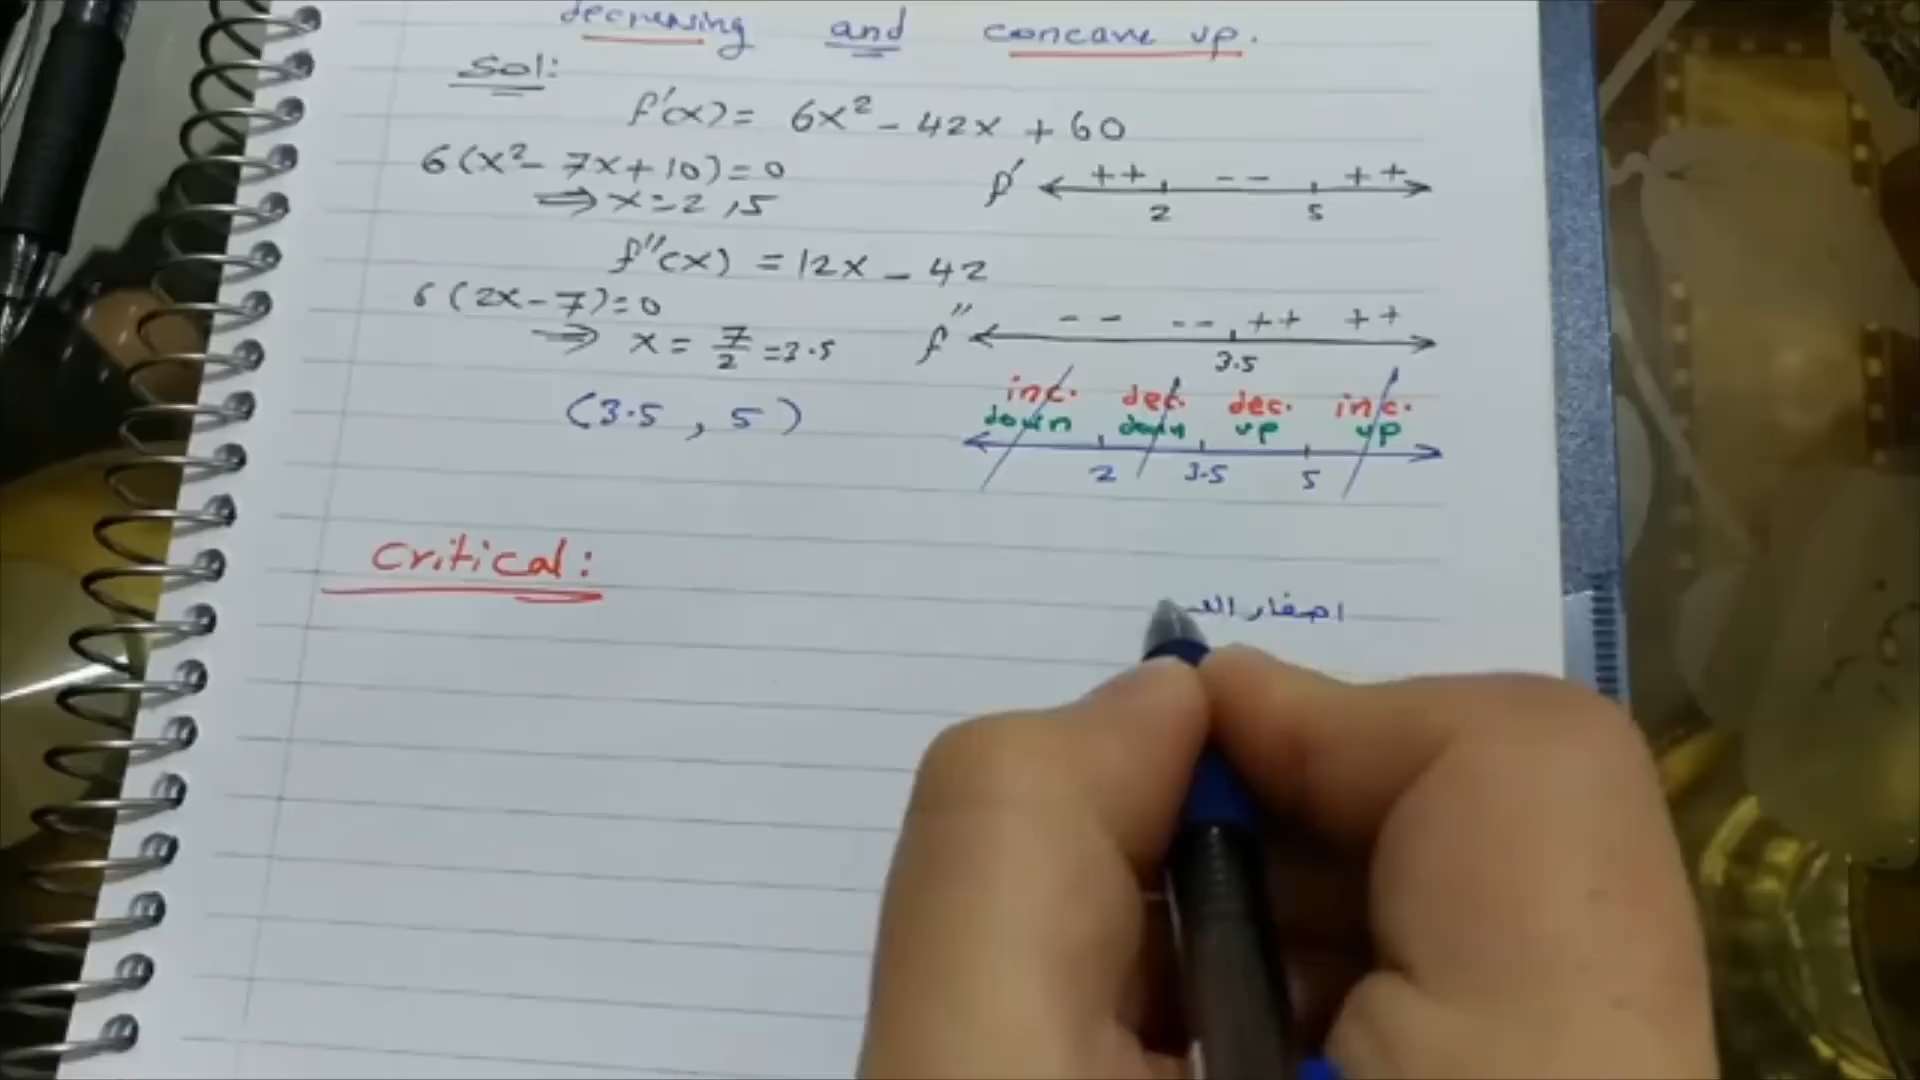 decreasing and concave up.
Sol:
f'(x) = 6x² - 42x + 60
6(x² - 7x + 10) = 0
⇒ x = 2, 5
f' ++ -- ++
2 5
f''(x) = 12x - 42
6(2x - 7) = 0
⇒ x = 7/2 = 3.5
f'' -- -- ++ ++
3.5
(3.5, 5)
inc. dec. dec. inc.
down down up up
2 3.5 5
Critical:
اصفار